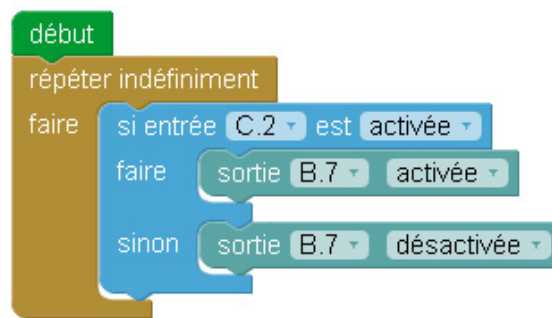 début
répéter indéfiniment
faire si entrée C.2 est activée
faire sortie B.7 activée
sinon sortie B.7 désactivée